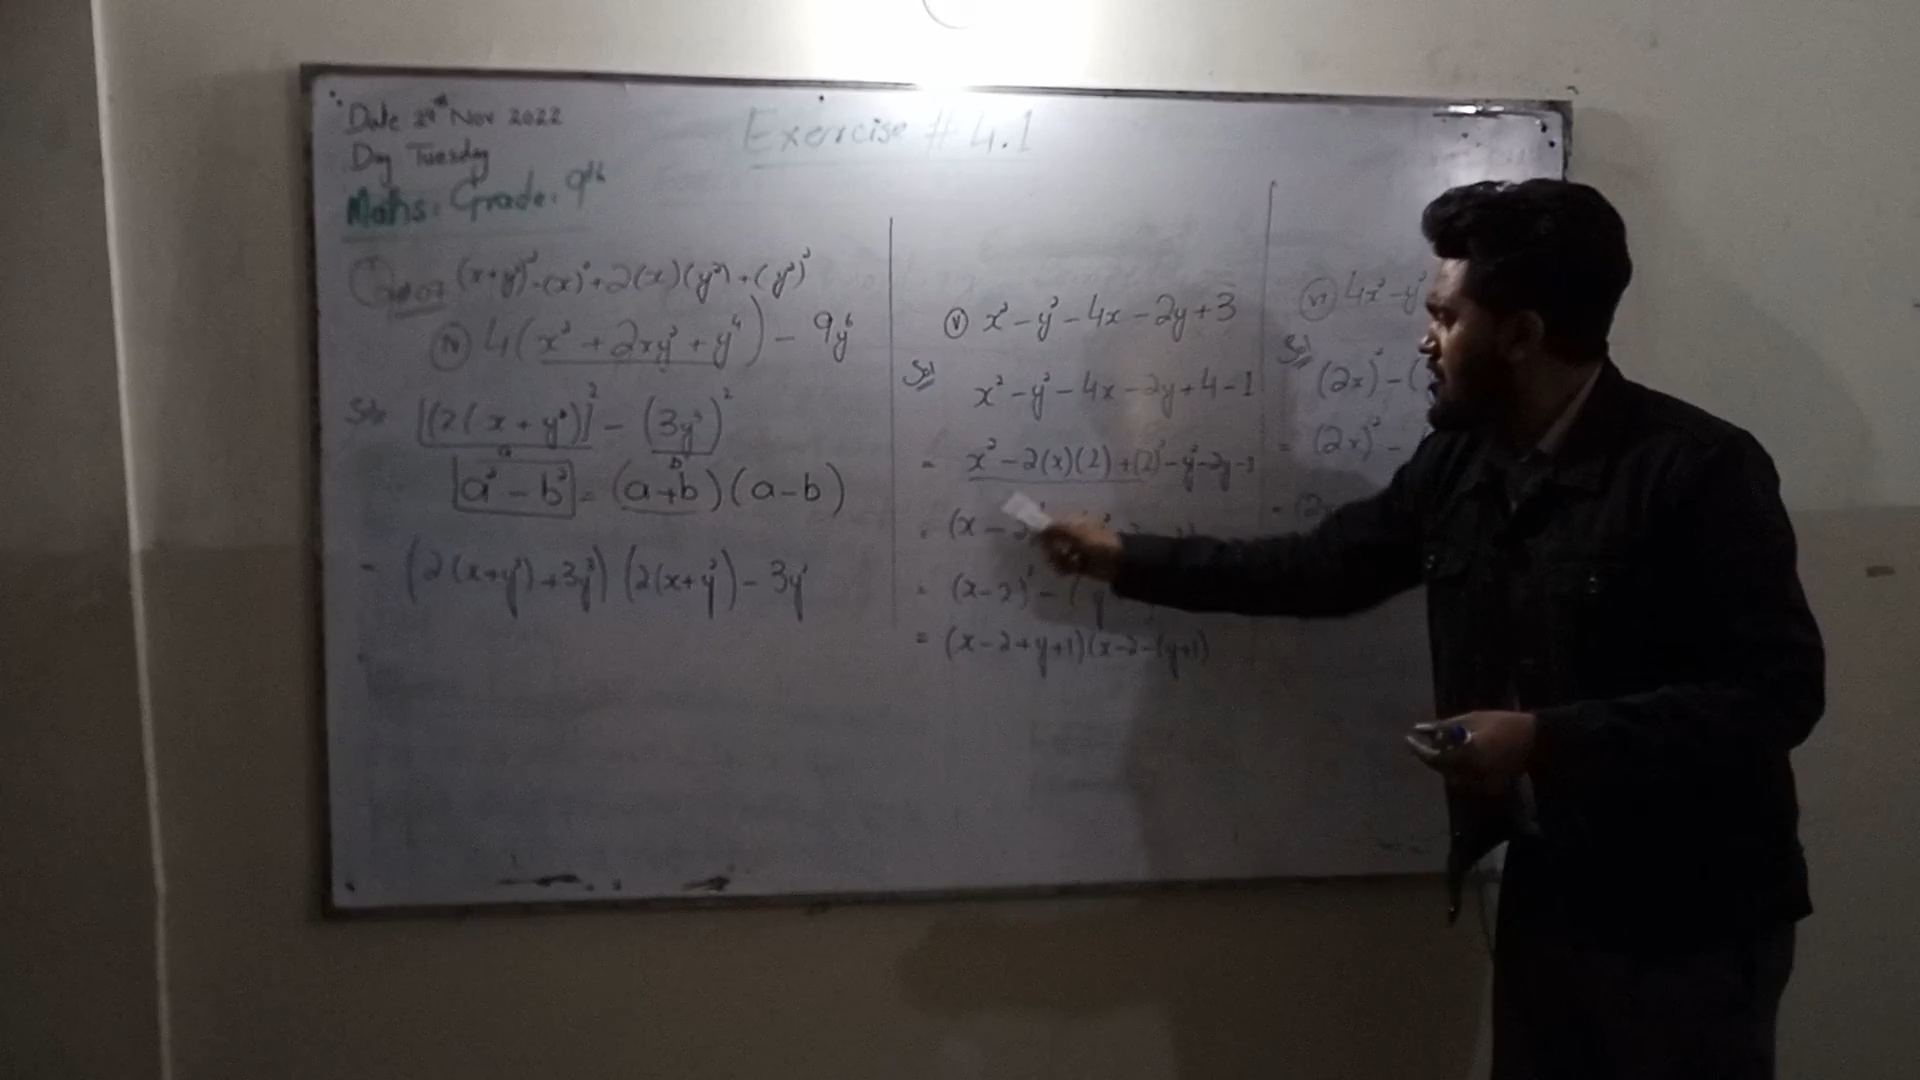 Date 29th Nov 2022
Day Tuesday
Maths. Grade. 9th
Exercise # 4.1
(x+y²)² = (x)² + 2(x)(y²) + (y²)²
(iv) 4(x² + 2xy² + y⁴) - 9y⁶
Sol: [(2(x + y²)]² - (3y³)²
a b
a² - b² = (a+b)(a-b)
= (2(x+y²)+3y³)(2(x+y²) - 3y³
(v) x² - y² - 4x - 2y + 3
Sol
x² - y² - 4x - 2y + 4 - 1
= x² - 2(x)(2) + (2)² - y² - 2y - 1
= (x - 2
= (x-2)² - (y
= (x-2+y+1)(x-2-(y+1)
(vi) 4x² - y²
Sol
(2x)² - (
= (2x)² -
= (2x